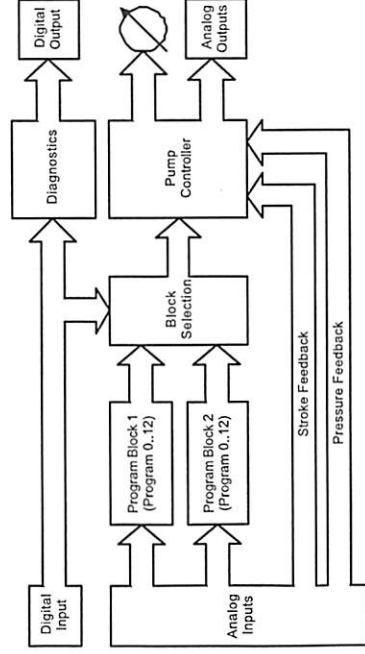 Digital
Input
Analog
Inputs
Program Block 1
(Program 0..12)
Program Block 2
(Program 0..12)
Block
Selection
Diagnostics
Pump
Controller
Digital
Output
Analog
Outputs
Stroke Feedback
Pressure Feedback